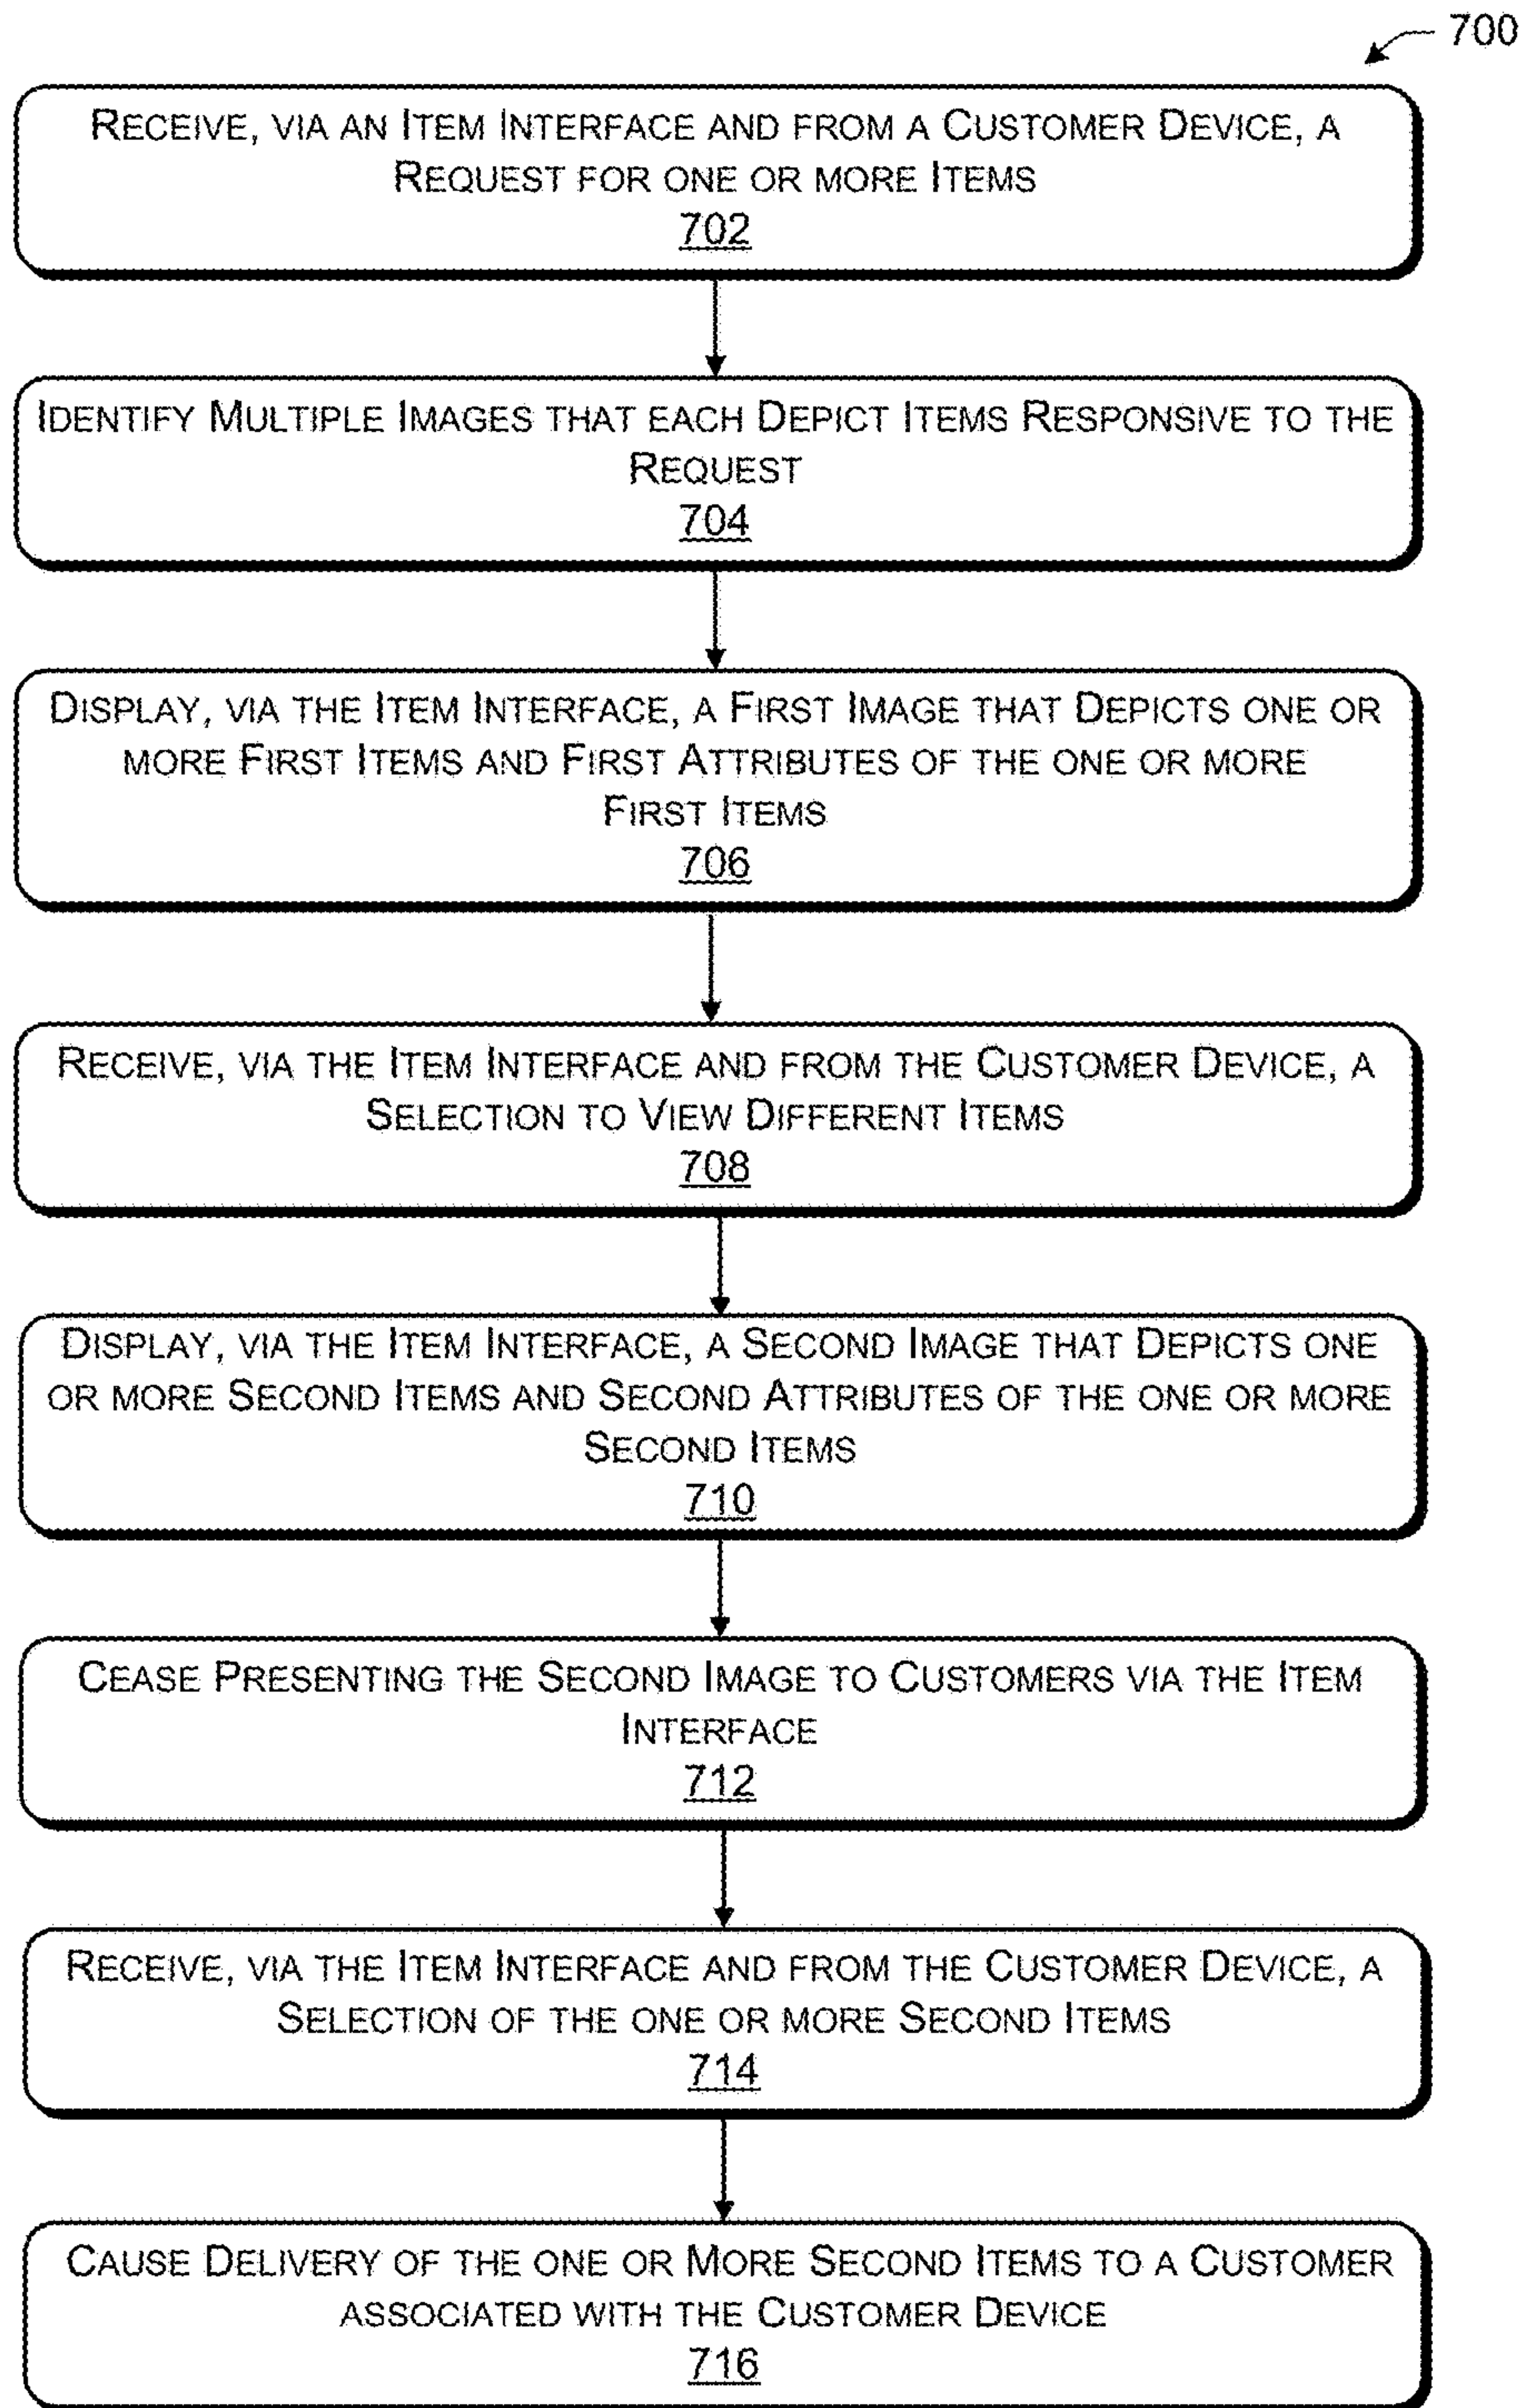 700
RECEIVE, VIA AN ITEM INTERFACE AND FROM A CUSTOMER DEVICE, A
REQUEST FOR ONE OR MORE ITEMS
702
IDENTIFY MULTIPLE IMAGES THAT EACH DEPICT ITEMS RESPONSIVE TO THE
REQUEST
704
DISPLAY, VIA THE ITEM INTERFACE, A FIRST IMAGE THAT DEPICTS ONE OR
MORE FIRST ITEMS AND FIRST ATTRIBUTES OF THE ONE OR MORE
FIRST ITEMS
706
RECEIVE, VIA THE ITEM INTERFACE AND FROM THE CUSTOMER DEVICE, A
SELECTION TO VIEW DIFFERENT ITEMS
708
DISPLAY, VIA THE ITEM INTERFACE, A SECOND IMAGE THAT DEPICTS ONE
OR MORE SECOND ITEMS AND SECOND ATTRIBUTES OF THE ONE OR MORE
SECOND ITEMS
710
CEASE PRESENTING THE SECOND IMAGE TO CUSTOMERS VIA THE ITEM
INTERFACE
712
RECEIVE, VIA THE ITEM INTERFACE AND FROM THE CUSTOMER DEVICE, A
SELECTION OF THE ONE OR MORE SECOND ITEMS
714
CAUSE DELIVERY OF THE ONE OR MORE SECOND ITEMS TO A CUSTOMER
ASSOCIATED WITH THE CUSTOMER DEVICE
716